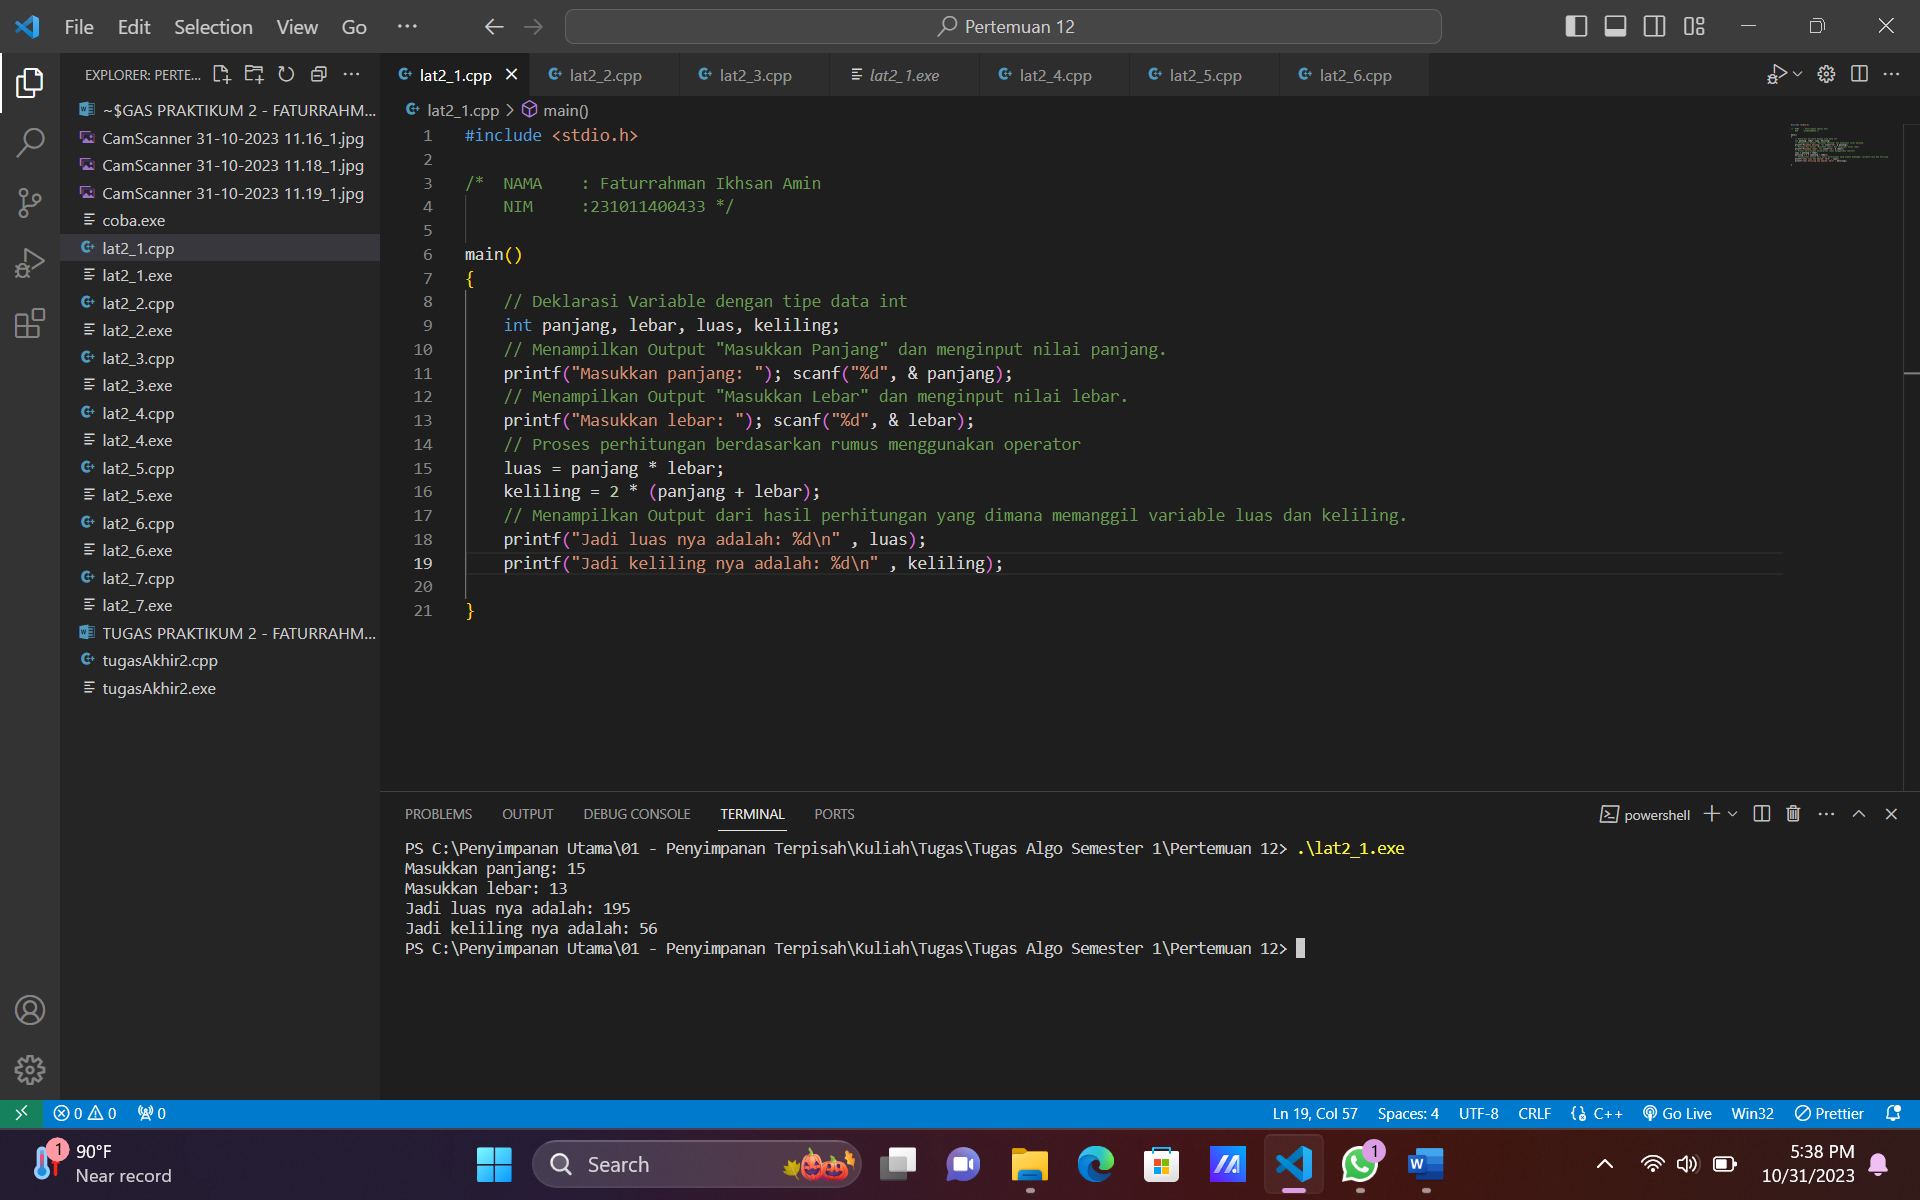 File Edit Selection View Go ··· Pertemuan 12
EXPLORER: PERTE...
~$GAS PRAKTIKUM 2 - FATURRAHM...
CamScanner 31-10-2023 11.16_1.jpg
CamScanner 31-10-2023 11.18_1.jpg
CamScanner 31-10-2023 11.19_1.jpg
coba.exe
lat2_1.cpp
lat2_1.exe
lat2_2.cpp
lat2_2.exe
lat2_3.cpp
lat2_3.exe
lat2_4.cpp
lat2_4.exe
lat2_5.cpp
lat2_5.exe
lat2_6.cpp
lat2_6.exe
lat2_7.cpp
lat2_7.exe
TUGAS PRAKTIKUM 2 - FATURRAHM...
tugasAkhir2.cpp
tugasAkhir2.exe
lat2_1.cpp lat2_2.cpp lat2_3.cpp lat2_1.exe lat2_4.cpp lat2_5.cpp lat2_6.cpp
lat2_1.cpp > main()
1 #include <stdio.h>
2
3 /*  NAMA    : Faturrahman Ikhsan Amin
4     NIM     :231011400433 */
5
6 main()
7 {
8     // Deklarasi Variable dengan tipe data int
9     int panjang, lebar, luas, keliling;
10     // Menampilkan Output "Masukkan Panjang" dan menginput nilai panjang.
11     printf("Masukkan panjang: "); scanf("%d", & panjang);
12     // Menampilkan Output "Masukkan Lebar" dan menginput nilai lebar.
13     printf("Masukkan lebar: "); scanf("%d", & lebar);
14     // Proses perhitungan berdasarkan rumus menggunakan operator
15     luas = panjang * lebar;
16     keliling = 2 * (panjang + lebar);
17     // Menampilkan Output dari hasil perhitungan yang dimana memanggil variable luas dan keliling.
18     printf("Jadi luas nya adalah: %d\n" , luas);
19     printf("Jadi keliling nya adalah: %d\n" , keliling);
20
21 }
PROBLEMS OUTPUT DEBUG CONSOLE TERMINAL PORTS powershell
PS C:\Penyimpanan Utama\01 - Penyimpanan Terpisah\Kuliah\Tugas\Tugas Algo Semester 1\Pertemuan 12> .\lat2_1.exe
Masukkan panjang: 15
Masukkan lebar: 13
Jadi luas nya adalah: 195
Jadi keliling nya adalah: 56
PS C:\Penyimpanan Utama\01 - Penyimpanan Terpisah\Kuliah\Tugas\Tugas Algo Semester 1\Pertemuan 12>
0 0 0 Ln 19, Col 57 Spaces: 4 UTF-8 CRLF C++ Go Live Win32 Prettier
1 90°F
Near record
Search
1
5:38 PM
10/31/2023